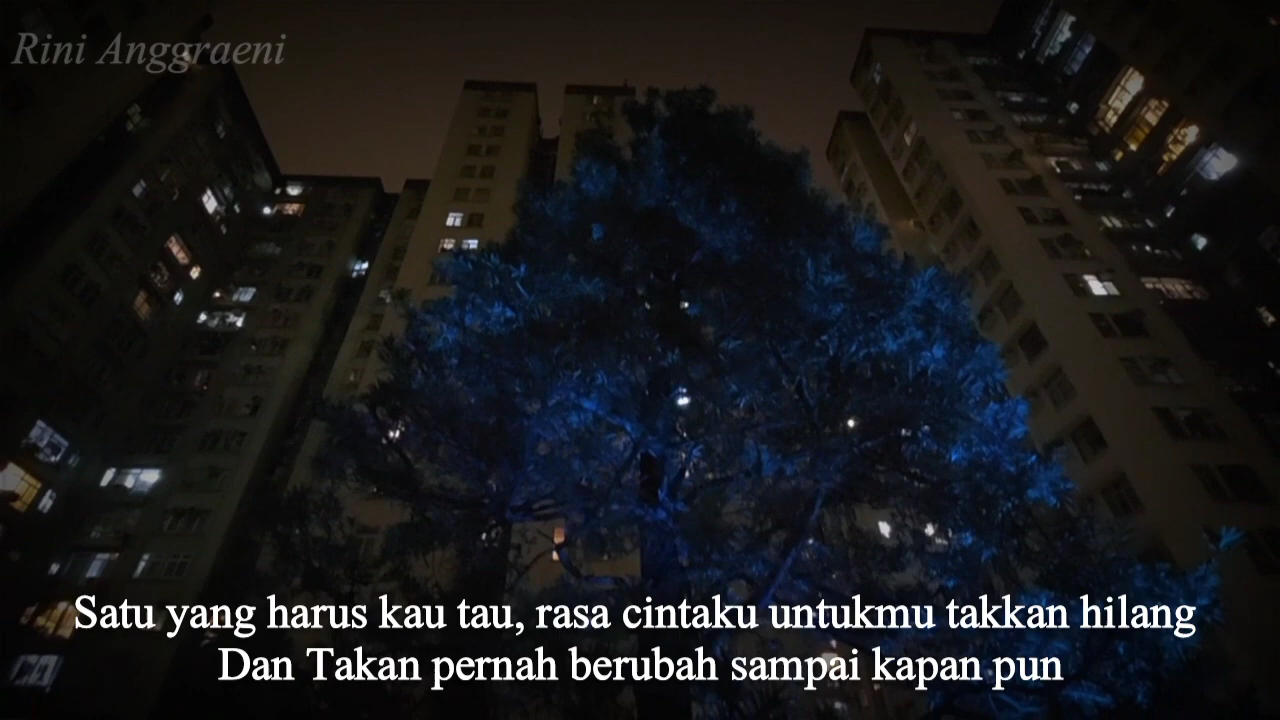 Rini Anggraeni
Satu yang harus kau tau, rasa cintaku untukmu takkan hilang
Dan Takan pernah berubah sampai kapan pun